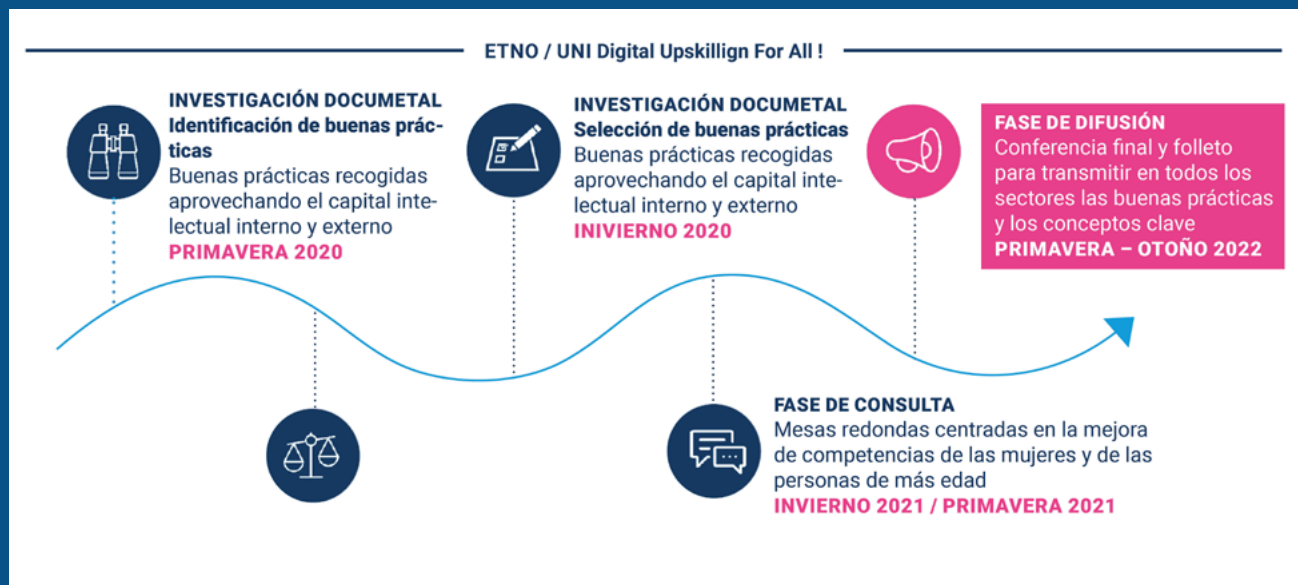 ETNO / UNI Digital Upskillign For All !
INVESTIGACIÓN DOCUMETAL
Identificación de buenas prác-
ticas
Buenas prácticas recogidas
aprovechando el capital inte-
lectual interno y externo
PRIMAVERA 2020
INVESTIGACIÓN DOCUMETAL
Selección de buenas prácticas
Buenas prácticas recogidas
aprovechando el capital inte-
lectual interno y externo
INIVIERNO 2020
FASE DE DIFUSIÓN
Conferencia final y folleto
para transmitir en todos los
sectores las buenas prácticas
y los conceptos clave
PRIMAVERA – OTOÑO 2022
FASE DE CONSULTA
Mesas redondas centradas en la mejora
de competencias de las mujeres y de las
personas de más edad
INVIERNO 2021 / PRIMAVERA 2021